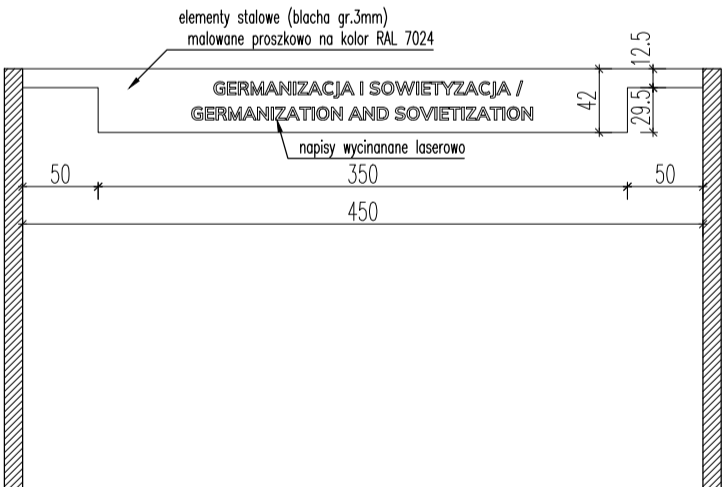 elementy stalowe (blacha gr.3mm)
malowane proszkowo na kolor RAL 7024
GERMANIZACJA I SOWIETYZACJA /
GERMANIZATION AND SOVIETIZATION
napisy wycinanane laserowo
12.5
42
29.5
50
350
50
450